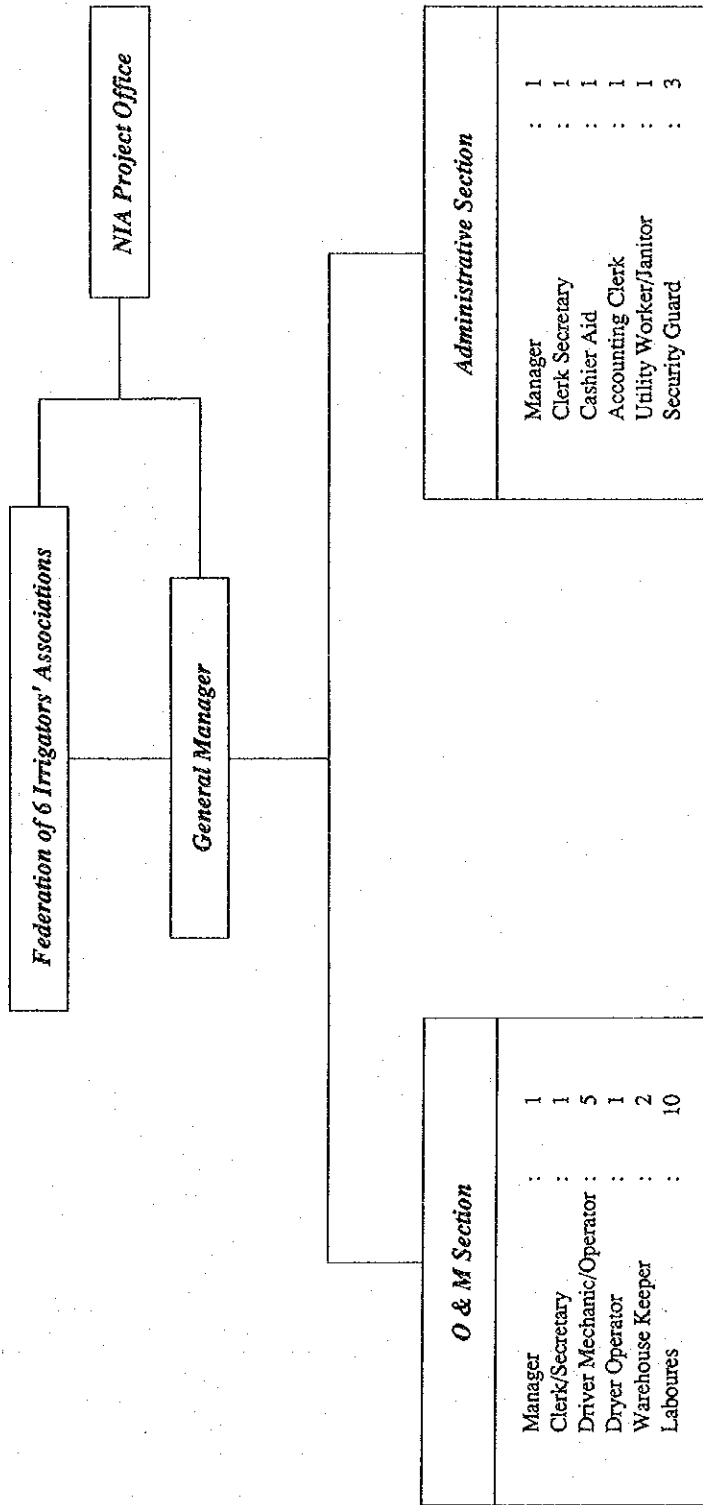 Federation of 6 Irrigators' Associations
NIA Project Office
General Manager
O & M Section
Manager : 1
Clerk/Secretary : 1
Driver Mechanic/Operator : 5
Dryer Operator : 1
Warehouse Keeper : 2
Laboures : 10
Administrative Section
Manager : 1
Clerk Secretary : 1
Cashier Aid : 1
Accounting Clerk : 1
Utility Worker/Janitor : 1
Security Guard : 3